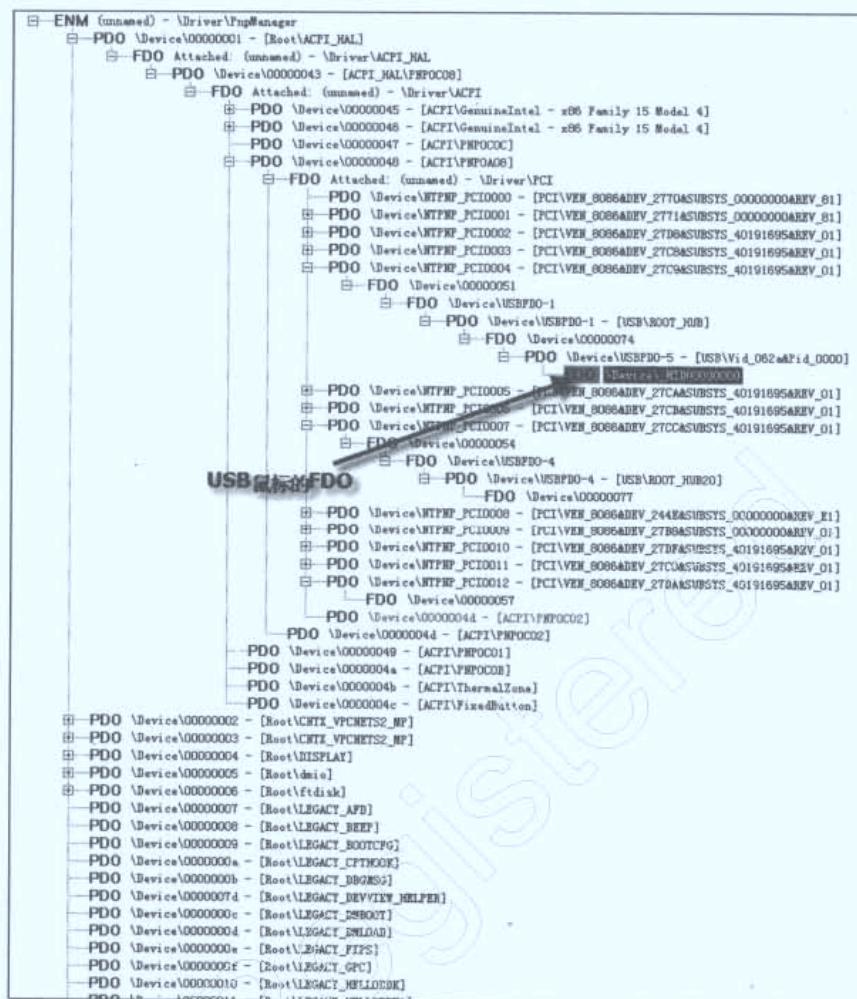 ENM (unnamed) - \Driver\PnpManager
PDO \Device\00000001 - [Root\ACPI_HAL]
FDO Attached: (unnamed) - \Driver\ACPI_HAL
PDO \Device\00000043 - [ACPI_HAL\PNP0C08]
FDO Attached: (unnamed) - \Driver\ACPI
PDO \Device\00000045 - [ACPI\GenuineIntel - x86 Family 15 Model 4]
PDO \Device\00000046 - [ACPI\GenuineIntel - x86 Family 15 Model 4]
PDO \Device\00000047 - [ACPI\PNP0C0C]
PDO \Device\00000048 - [ACPI\PNP0A08]
FDO Attached: (unnamed) - \Driver\PCI
PDO \Device\NTPNP_PCI0000 - [PCI\VEN_8086&DEV_2770&SUBSYS_00000000&REV_81]
PDO \Device\NTPNP_PCI0001 - [PCI\VEN_8086&DEV_2771&SUBSYS_00000000&REV_81]
PDO \Device\NTPNP_PCI0002 - [PCI\VEN_8086&DEV_27D8&SUBSYS_40191695&REV_01]
PDO \Device\NTPNP_PCI0003 - [PCI\VEN_8086&DEV_27C8&SUBSYS_40191695&REV_01]
PDO \Device\NTPNP_PCI0004 - [PCI\VEN_8086&DEV_27C9&SUBSYS_40191695&REV_01]
FDO \Device\00000051
FDO \Device\USBFDO-1
PDO \Device\USBPDO-1 - [USB\ROOT_HUB]
FDO \Device\00000074
PDO \Device\USBPDO-5 - [USB\Vid_062a&Pid_0000]
FDO \Device\_HID00000000
PDO \Device\NTPNP_PCI0005 - [PCI\VEN_8086&DEV_27CA&SUBSYS_40191695&REV_01]
PDO \Device\NTPNP_PCI0006 - [PCI\VEN_8086&DEV_27CB&SUBSYS_40191695&REV_01]
PDO \Device\NTPNP_PCI0007 - [PCI\VEN_8086&DEV_27CC&SUBSYS_40191695&REV_01]
FDO \Device\00000054
FDO \Device\USBFDO-4
USB鼠标的FDO
PDO \Device\USBPDO-4 - [USB\ROOT_HUB20]
FDO \Device\00000077
PDO \Device\NTPNP_PCI0008 - [PCI\VEN_8086&DEV_244E&SUBSYS_00000000&REV_E1]
PDO \Device\NTPNP_PCI0009 - [PCI\VEN_8086&DEV_27B8&SUBSYS_00000000&REV_01]
PDO \Device\NTPNP_PCI0010 - [PCI\VEN_8086&DEV_27DF&SUBSYS_40191695&REV_01]
PDO \Device\NTPNP_PCI0011 - [PCI\VEN_8086&DEV_27C0&SUBSYS_40191695&REV_01]
PDO \Device\NTPNP_PCI0012 - [PCI\VEN_8086&DEV_27DA&SUBSYS_40191695&REV_01]
FDO \Device\00000057
PDO \Device\0000004d - [ACPI\PNP0C02]
PDO \Device\0000004d - [ACPI\PNP0C02]
PDO \Device\00000049 - [ACPI\PNP0C01]
PDO \Device\0000004a - [ACPI\PNP0C0B]
PDO \Device\0000004b - [ACPI\ThermalZone]
PDO \Device\0000004c - [ACPI\FixedButton]
PDO \Device\00000002 - [Root\CNTX_VPCNETS2_MP]
PDO \Device\00000003 - [Root\CNTX_VPCNETS2_MP]
PDO \Device\00000004 - [Root\DISPLAY]
PDO \Device\00000005 - [Root\dmio]
PDO \Device\00000006 - [Root\ftdisk]
PDO \Device\00000007 - [Root\LEGACY_AFD]
PDO \Device\00000008 - [Root\LEGACY_BEEP]
PDO \Device\00000009 - [Root\LEGACY_BOOTCFG]
PDO \Device\0000000a - [Root\LEGACY_CPTHOOK]
PDO \Device\0000000b - [Root\LEGACY_DBGMSG]
PDO \Device\0000007d - [Root\LEGACY_DEVVIEW_HELPER]
PDO \Device\0000000c - [Root\LEGACY_DMBOOT]
PDO \Device\0000000d - [Root\LEGACY_DMLOAD]
PDO \Device\0000000e - [Root\LEGACY_FIPS]
PDO \Device\0000000f - [Root\LEGACY_GPC]
PDO \Device\00000010 - [Root\LEGACY_HELLODDK]